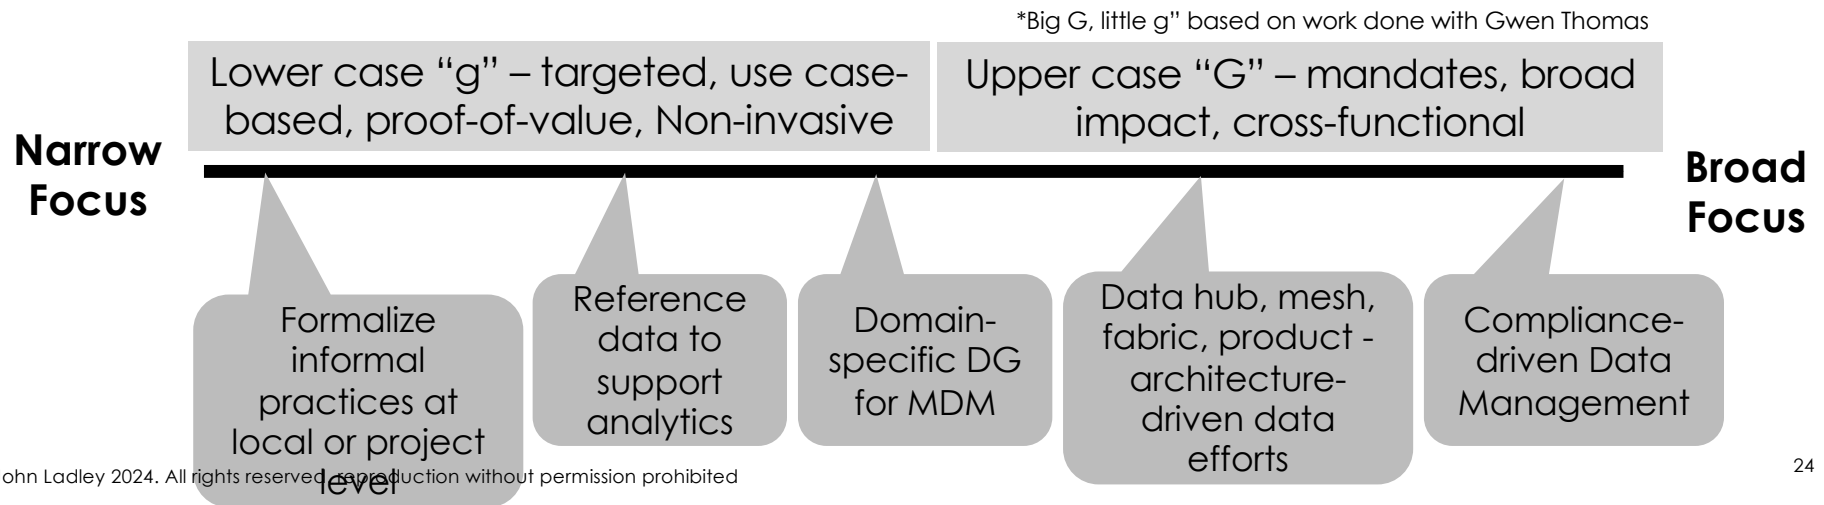 *Big G, little g” based on work done with Gwen Thomas
Lower case “g” – targeted, use case-
based, proof-of-value, Non-invasive
Upper case “G” – mandates, broad
impact, cross-functional
Narrow
Focus
Broad
Focus
Formalize
informal
practices at
local or project
level
Reference
data to
support
analytics
Domain-
specific DG
for MDM
Data hub, mesh,
fabric, product -
architecture-
driven data
efforts
Compliance-
driven Data
Management
ohn Ladley 2024. All rights reserved, reproduction without permission prohibited
24